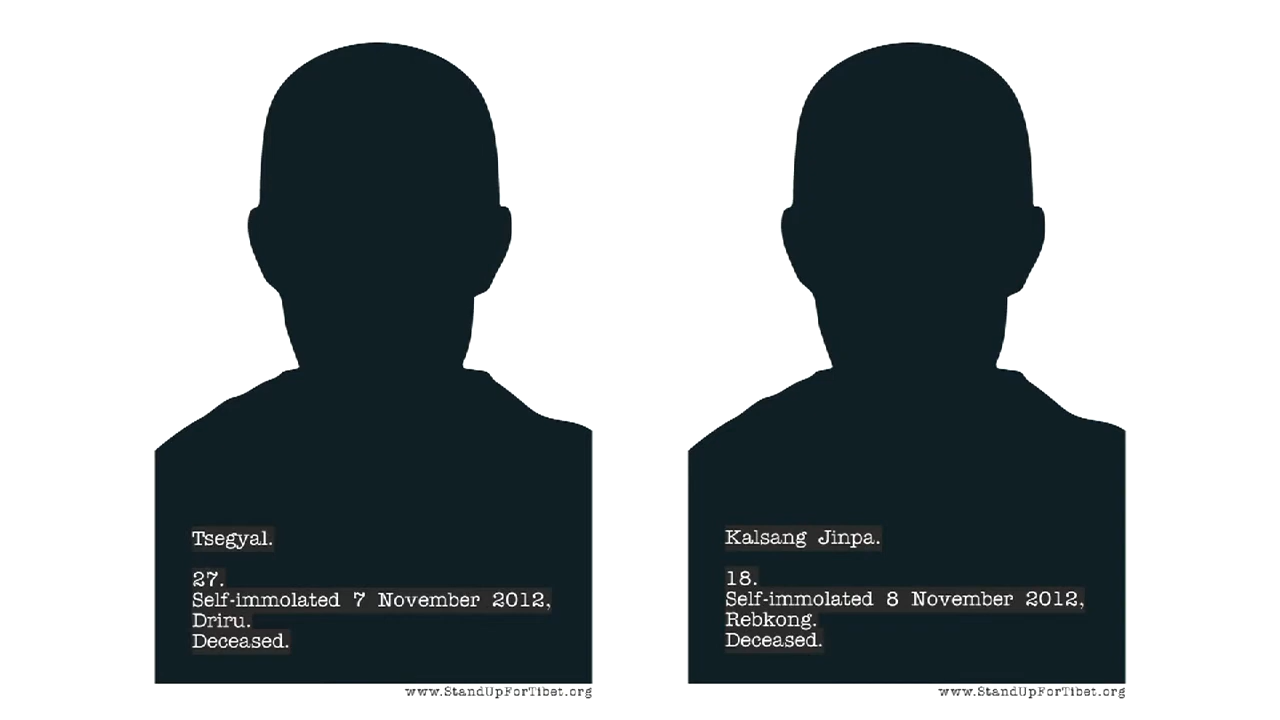 Tsegyal.
27.
Self-immolated 7 November 2012,
Driru.
Deceased.
www.StandUpForTibet.org
Kalsang Jinpa.
18.
Self-immolated 8 November 2012,
Rebkong.
Deceased.
www.StandUpForTibet.org